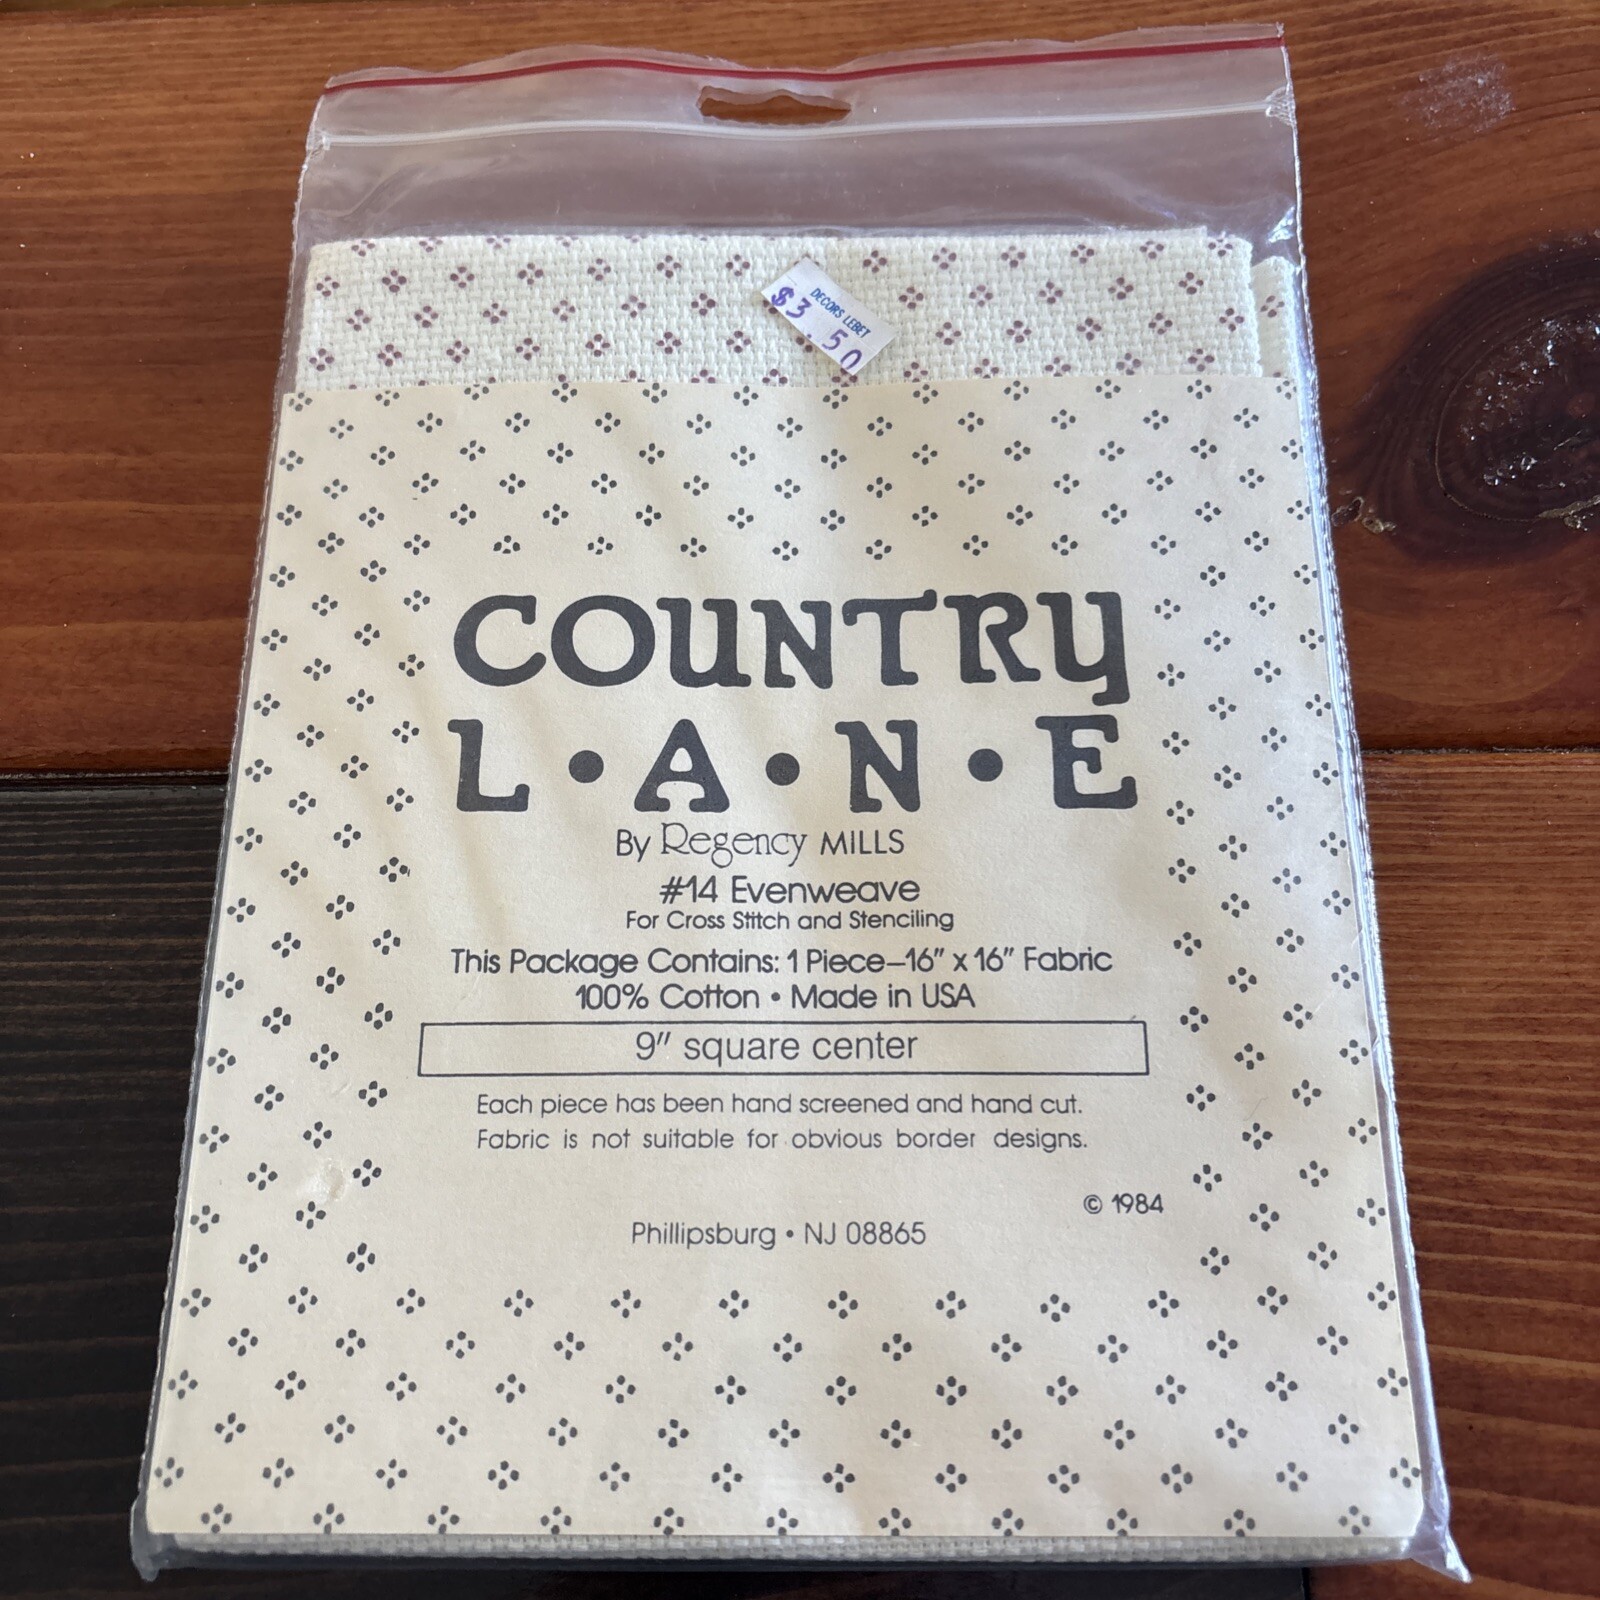 DECORS LEBET
$3.50
COUNTRY
L•A•N•E
By Regency MILLS
#14 Evenweave
For Cross Stitch and Stenciling
This Package Contains: 1 Piece–16" x 16" Fabric
100% Cotton • Made in USA
9" square center
Each piece has been hand screened and hand cut.
Fabric is not suitable for obvious border designs.
© 1984
Phillipsburg • NJ 08865